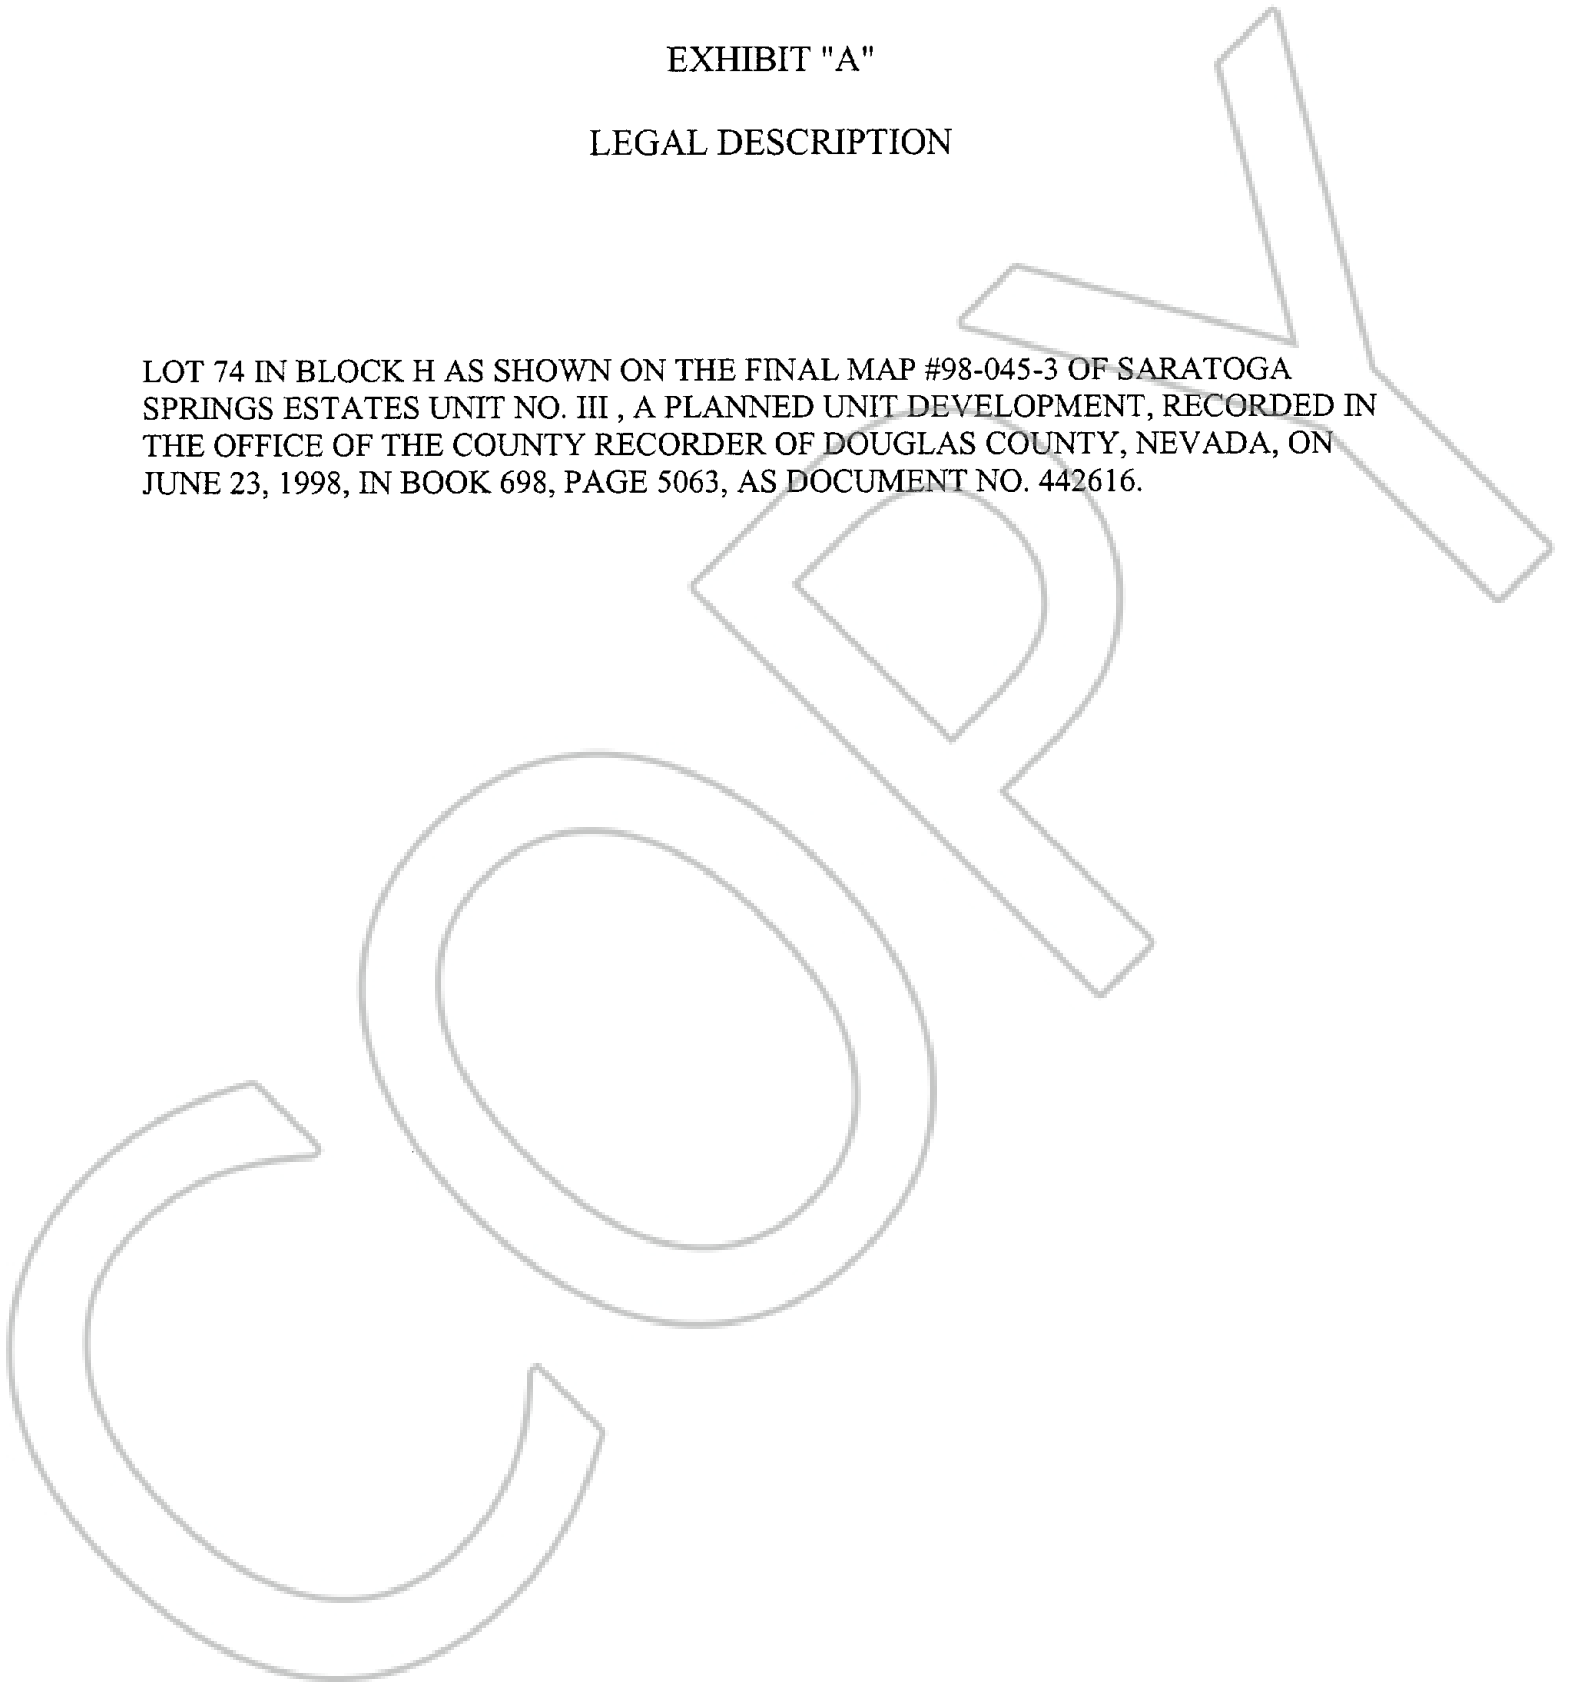 EXHIBIT "A"
LEGAL DESCRIPTION
LOT 74 IN BLOCK H AS SHOWN ON THE FINAL MAP #98-045-3 OF SARATOGA
SPRINGS ESTATES UNIT NO. III , A PLANNED UNIT DEVELOPMENT, RECORDED IN
THE OFFICE OF THE COUNTY RECORDER OF DOUGLAS COUNTY, NEVADA, ON
JUNE 23, 1998, IN BOOK 698, PAGE 5063, AS DOCUMENT NO. 442616.
COPY